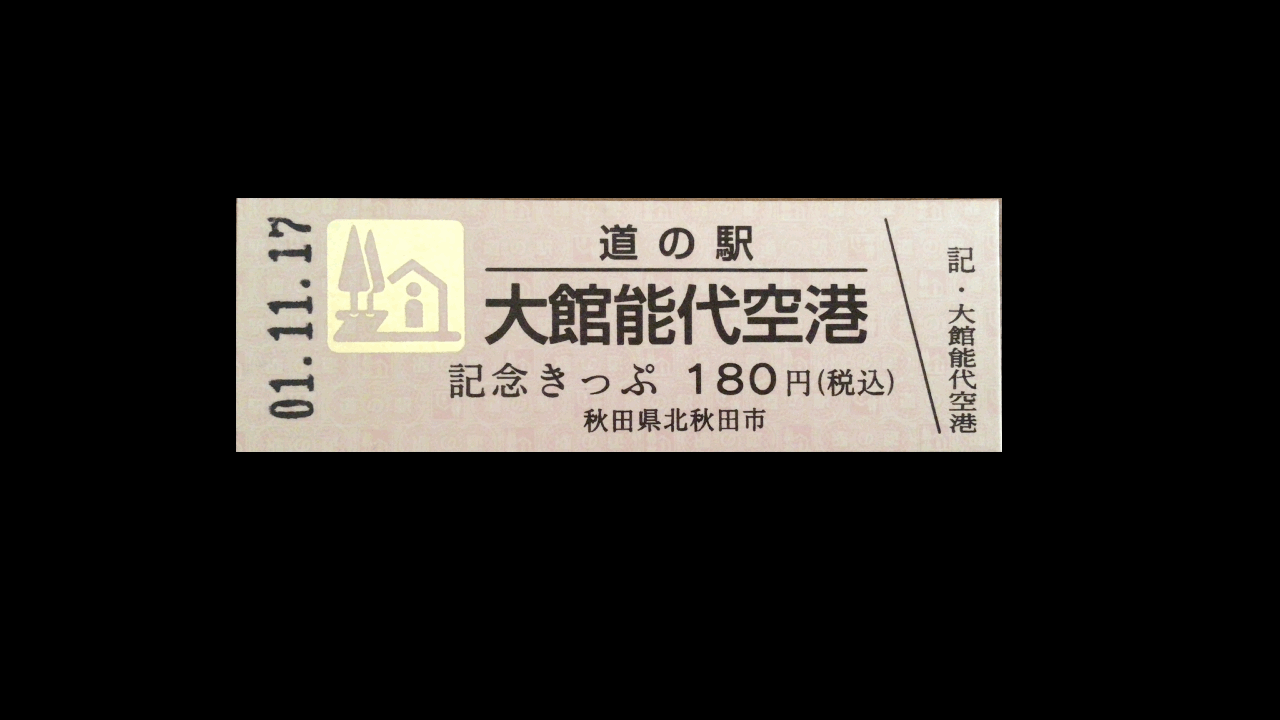 01.11.17
道の駅
大館能代空港
記念きっぷ 180円(税込)
秋田県北秋田市
記・大館能代空港